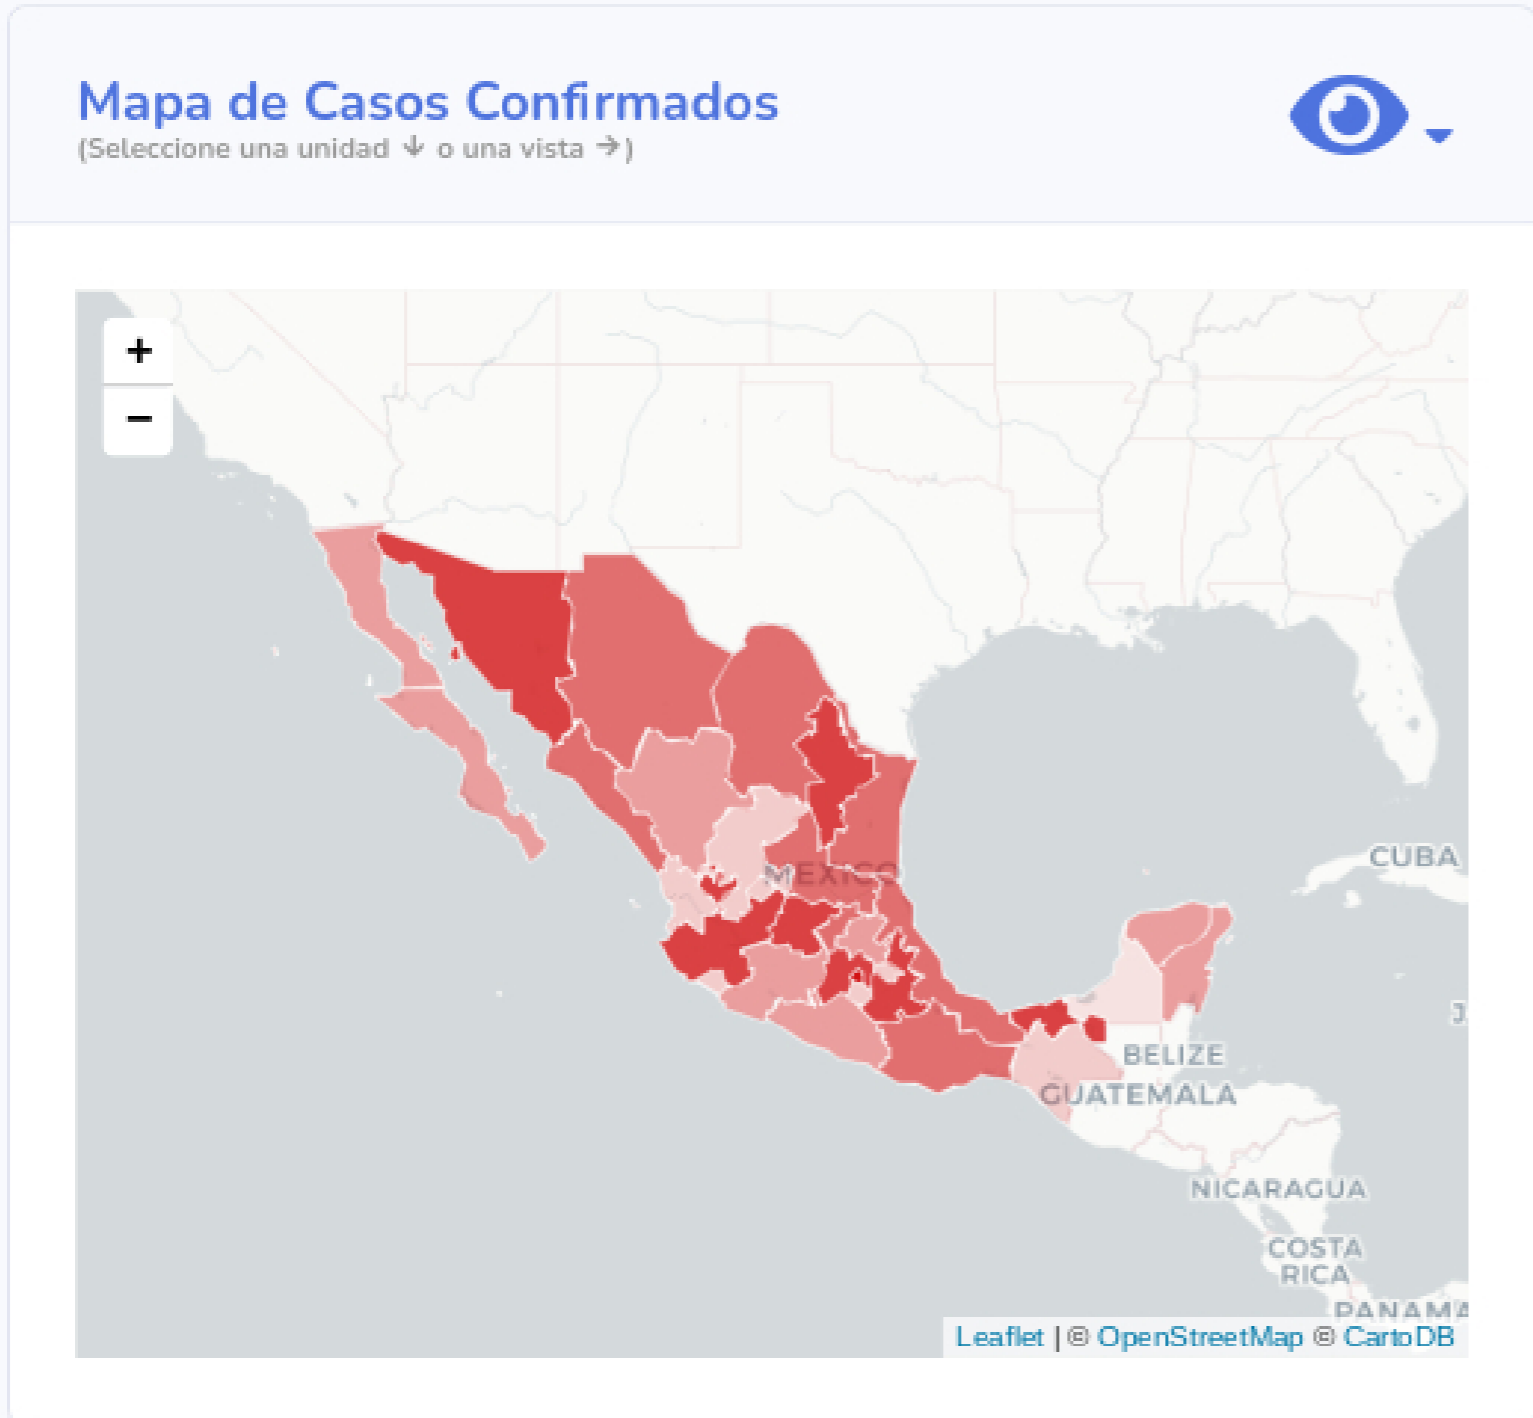 Mapa de Casos Confirmados
(Seleccione una unidad ↓ o una vista →)
+
−
MEXICO
CUBA
BELIZE
GUATEMALA
NICARAGUA
COSTA
RICA
PANAMA
Leaflet | © OpenStreetMap © CartoDB